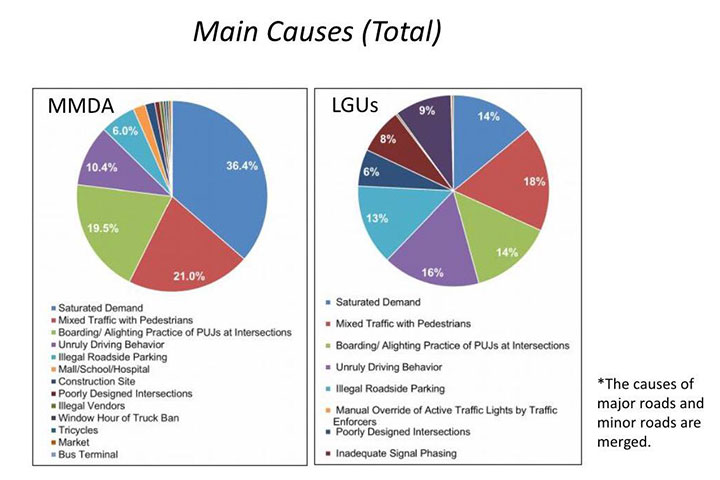 Main Causes (Total)
MMDA
36.4%
21.0%
19.5%
10.4%
6.0%
Saturated Demand
Mixed Traffic with Pedestrians
Boarding/ Alighting Practice of PUJs at Intersections
Unruly Driving Behavior
Illegal Roadside Parking
Mall/School/Hospital
Construction Site
Poorly Designed Intersections
Illegal Vendors
Window Hour of Truck Ban
Tricycles
Market
Bus Terminal
LGUs
14%
18%
14%
16%
13%
6%
8%
9%
Saturated Demand
Mixed Traffic with Pedestrians
Boarding/ Alighting Practice of PUJs at Intersections
Unruly Driving Behavior
Illegal Roadside Parking
Manual Override of Active Traffic Lights by Traffic
Enforcers
Poorly Designed Intersections
Inadequate Signal Phasing
*The causes of
major roads and
minor roads are
merged.